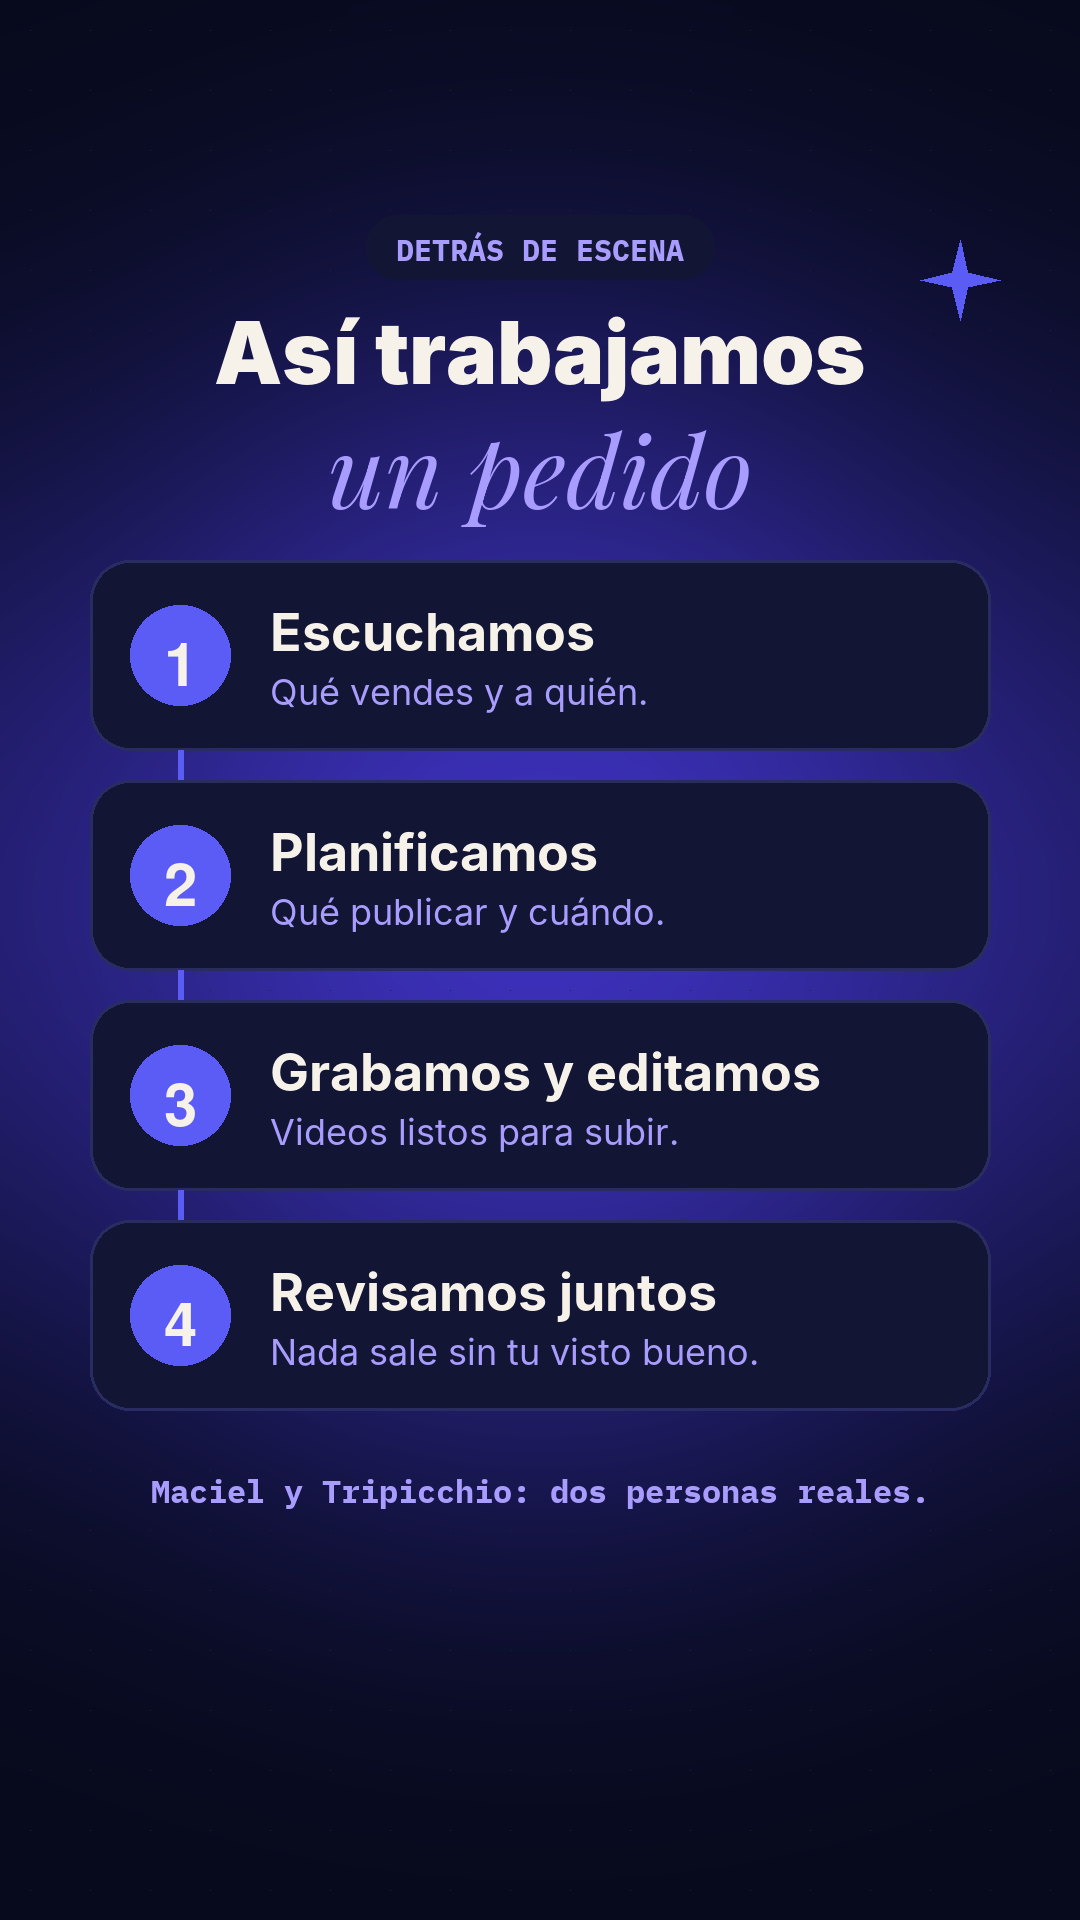 DETRÁS DE ESCENA
Así trabajamos
un pedido
1
Escuchamos
Qué vendes y a quién.
2
Planificamos
Qué publicar y cuándo.
3
Grabamos y editamos
Videos listos para subir.
4
Revisamos juntos
Nada sale sin tu visto bueno.
Maciel y Tripicchio: dos personas reales.